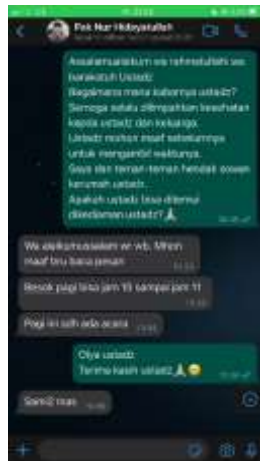 Pak Nur Hidayatullah
Assalamualaikum wa rahmatullahi wa
barakatuh Ustadz
Bagaimana mana kabarnya ustadz?
Semoga selalu dilimpahkan kesehatan
kepada ustadz dan keluarga.
Ustadz mohon maaf sebelumnya
untuk mengambil waktunya.
Saya dan teman-teman hendak sowan
kerumah ustadz.
Apakah ustadz bisa ditemui
dikediaman ustadz?🙏
Wa alaikumussalam wr wb. Mhon
maaf bru baca pesan
Besok pagi bisa jam 10 sampai jam 11
Pagi ini sdh ada acara
Oiya ustadz
Terima kasih ustadz🙏😊
Sami2 mas